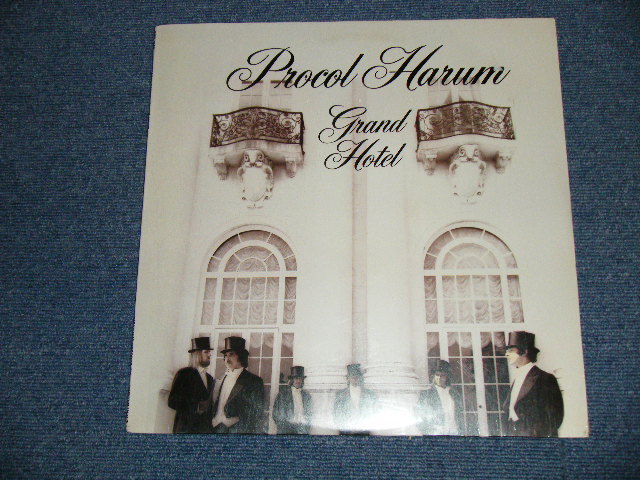 Procol Harum
Grand
Hotel